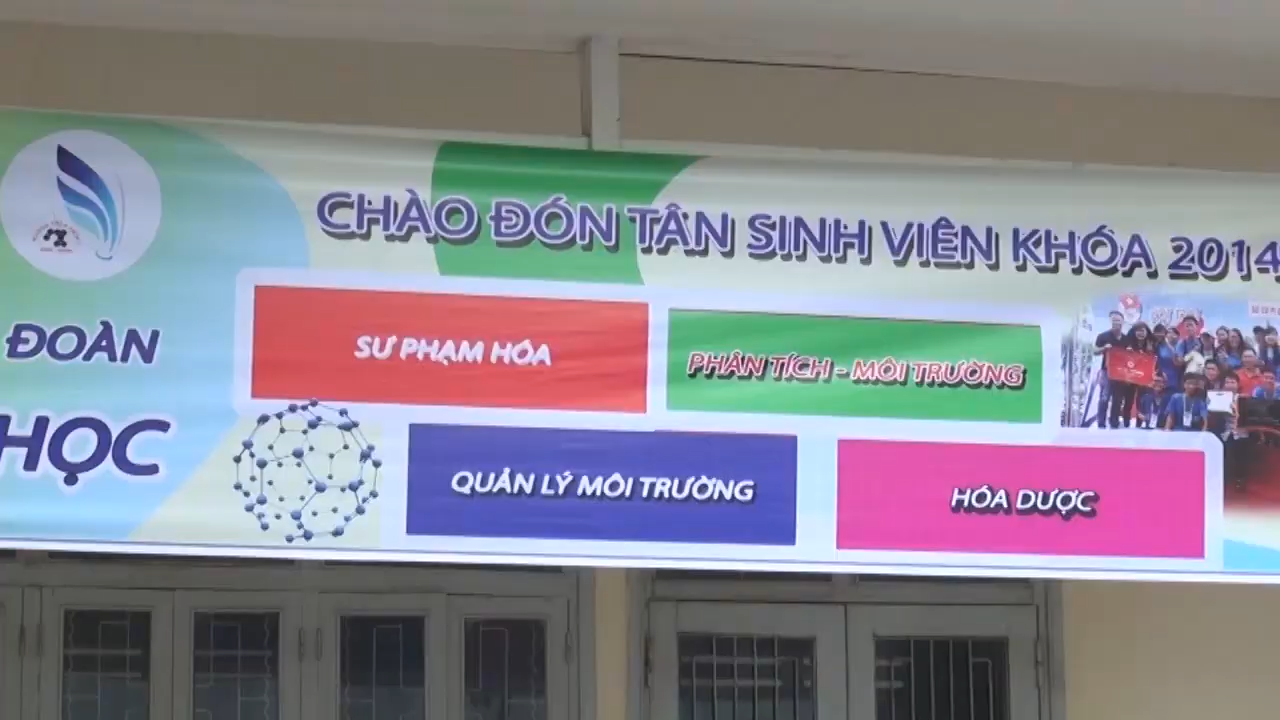 CHÀO ĐÓN TÂN SINH VIÊN KHÓA 2014
ĐOÀN
HỌC
SƯ PHẠM HÓA
PHÂN TÍCH - MÔI TRƯỜNG
QUẢN LÝ MÔI TRƯỜNG
HÓA DƯỢC